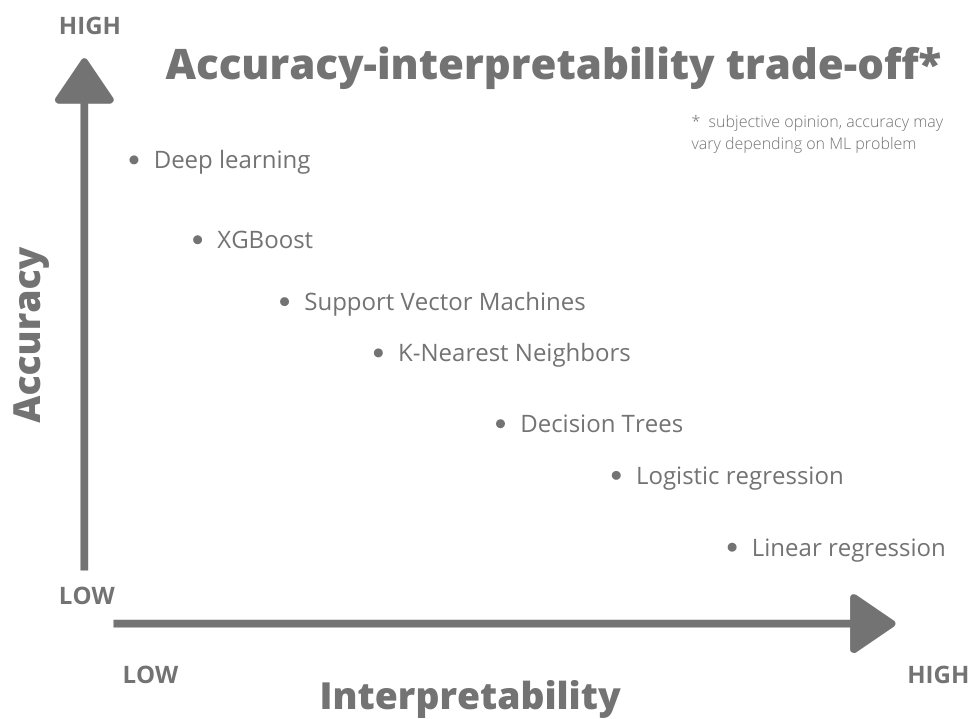 HIGH
Accuracy-interpretability trade-off*
* subjective opinion, accuracy may
vary depending on ML problem
Deep learning
XGBoost
Support Vector Machines
K-Nearest Neighbors
Decision Trees
Logistic regression
Linear regression
Accuracy
LOW
LOW
HIGH
Interpretability